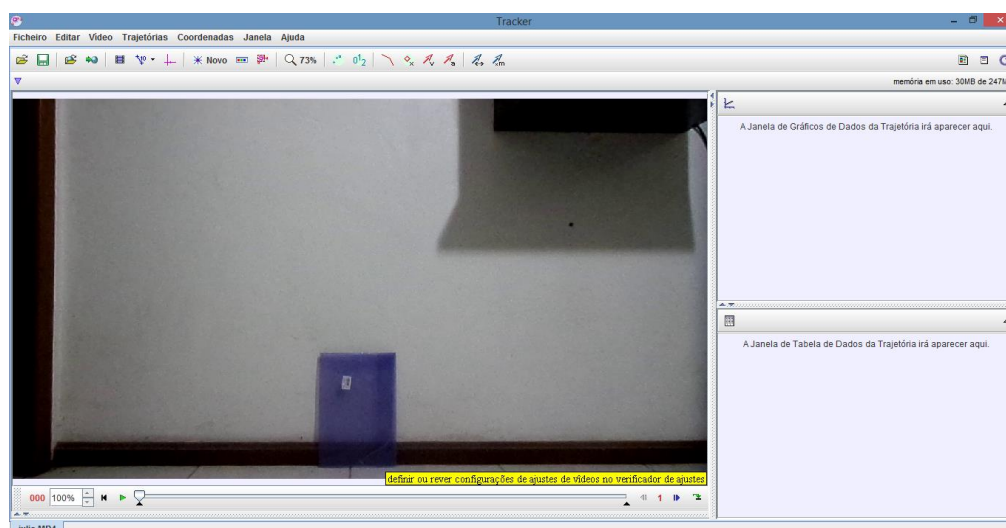 Tracker
Ficheiro Editar Vídeo Trajetórias Coordenadas Janela Ajuda
Novo 73%
memória em uso: 30MB de 247M
A Janela de Gráficos de Dados da Trajetória irá aparecer aqui.
A Janela de Tabela de Dados da Trajetória irá aparecer aqui.
definir ou rever configurações de ajustes de vídeos no verificador de ajustes
000 100% 1